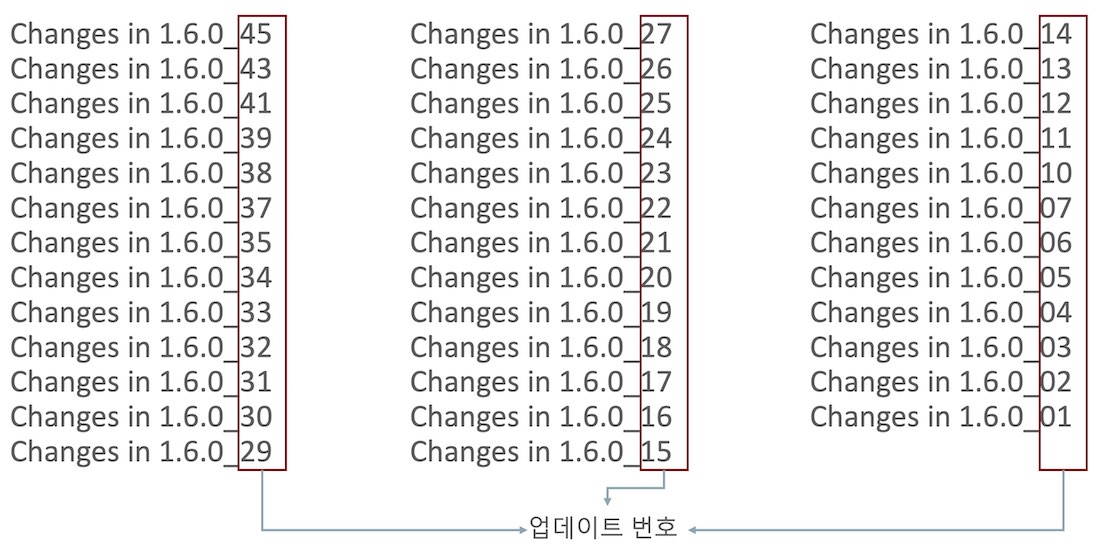 Changes in 1.6.0_45
Changes in 1.6.0_43
Changes in 1.6.0_41
Changes in 1.6.0_39
Changes in 1.6.0_38
Changes in 1.6.0_37
Changes in 1.6.0_35
Changes in 1.6.0_34
Changes in 1.6.0_33
Changes in 1.6.0_32
Changes in 1.6.0_31
Changes in 1.6.0_30
Changes in 1.6.0_29
Changes in 1.6.0_27
Changes in 1.6.0_26
Changes in 1.6.0_25
Changes in 1.6.0_24
Changes in 1.6.0_23
Changes in 1.6.0_22
Changes in 1.6.0_21
Changes in 1.6.0_20
Changes in 1.6.0_19
Changes in 1.6.0_18
Changes in 1.6.0_17
Changes in 1.6.0_16
Changes in 1.6.0_15
Changes in 1.6.0_14
Changes in 1.6.0_13
Changes in 1.6.0_12
Changes in 1.6.0_11
Changes in 1.6.0_10
Changes in 1.6.0_07
Changes in 1.6.0_06
Changes in 1.6.0_05
Changes in 1.6.0_04
Changes in 1.6.0_03
Changes in 1.6.0_02
Changes in 1.6.0_01
업데이트 번호